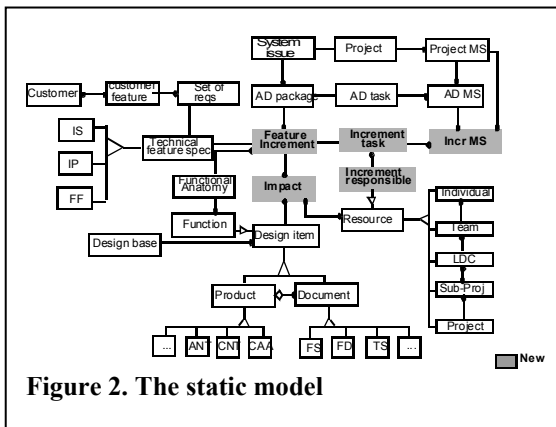 System
issue
Project
Project MS
Customer
customer
feature
Set of
reqs
AD package
AD task
AD MS
IS
IP
FF
Technical
feature spec
Feature
Increment
Increment
task
Incr MS
Functional
Anatomy
Impact
Increment
responsible
Individual
Function
Resource
Team
Design base
Design item
LDC
Sub-Proj
Product
Document
Project
...
ANT
CNT
CAA
FS
FD
TS
...
New
Figure 2. The static model